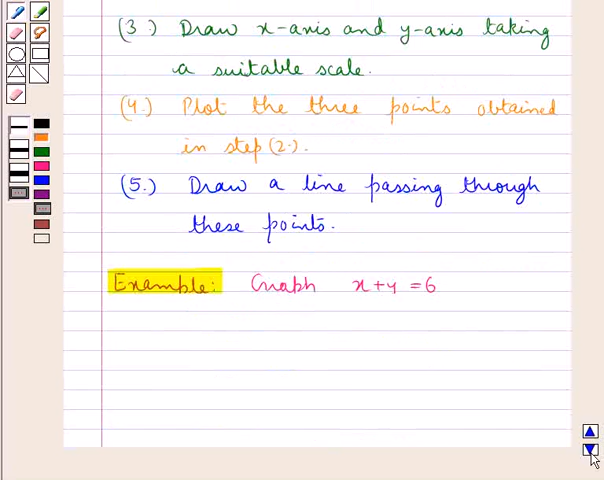 (3.) Draw x-axis and y-axis taking
a suitable scale.
(4.) Plot the three points obtained
in step (2.).
(5.) Draw a line passing through
these points.
Example: Graph x+y = 6